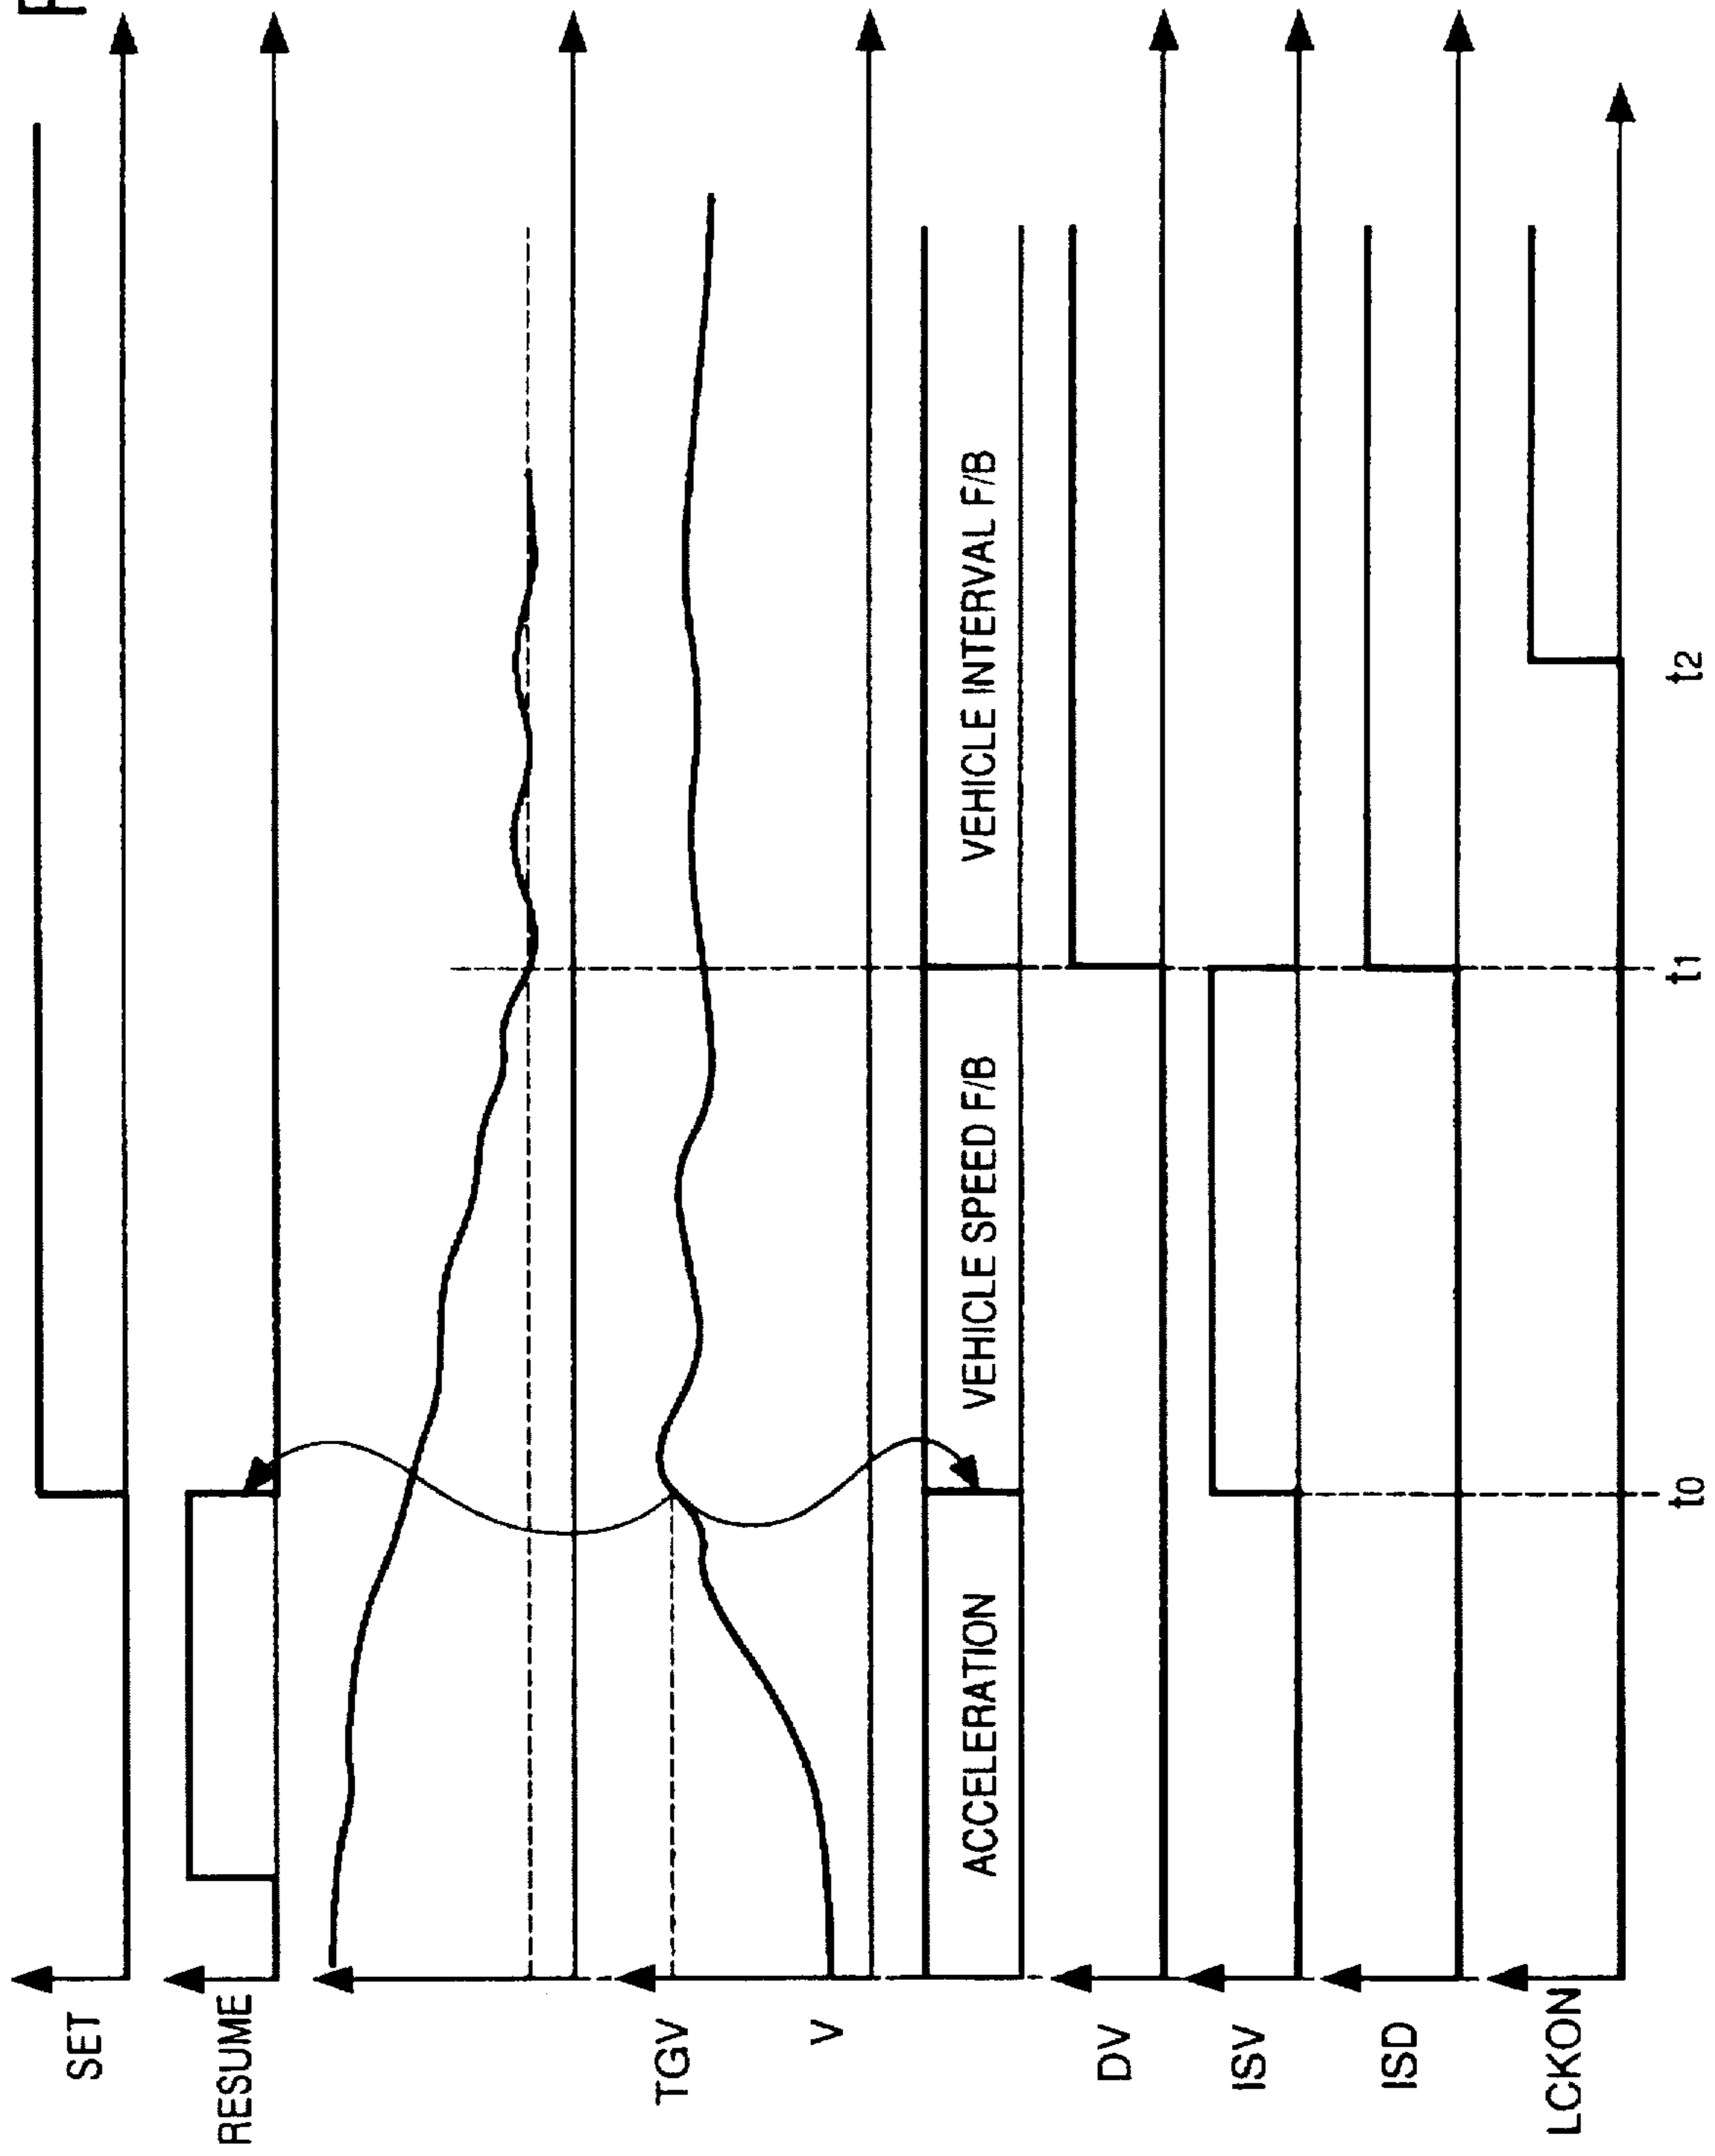 SET
RESUME
TGV
V
ACCELERATION
VEHICLE SPEED F/B
VEHICLE INTERVAL F/B
DV
ISV
ISD
LCKON
t0
t1
t2